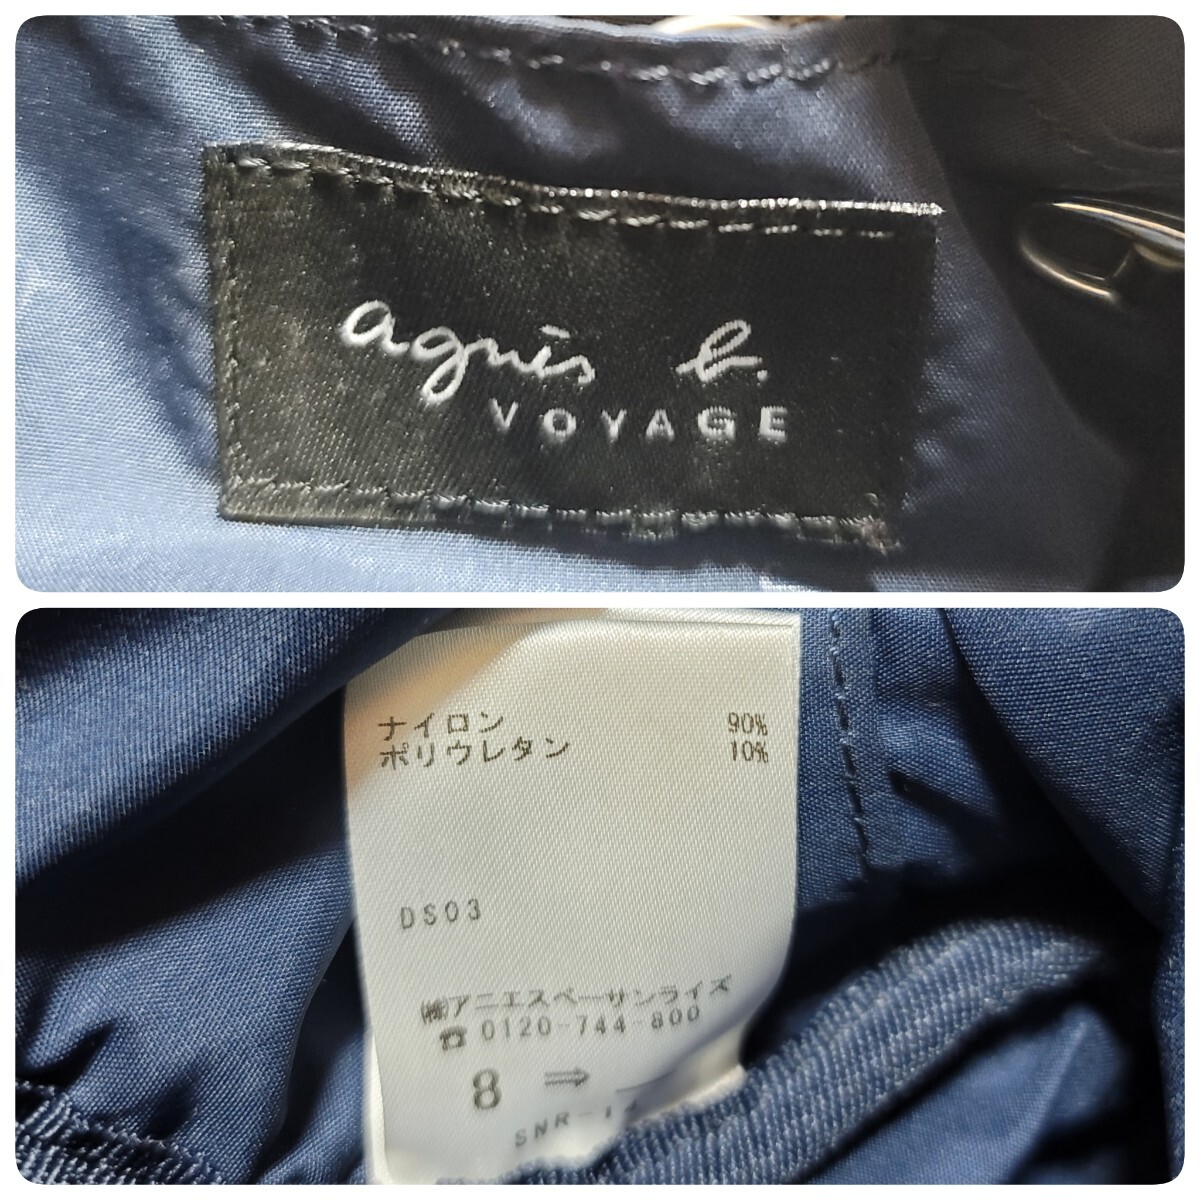 agnès b.
VOYAGE
ナイロン 90%
ポリウレタン 10%
DS03
㈱アニエスベーサンライズ
☎ 0120-744-800
8 ⇒
SNR-